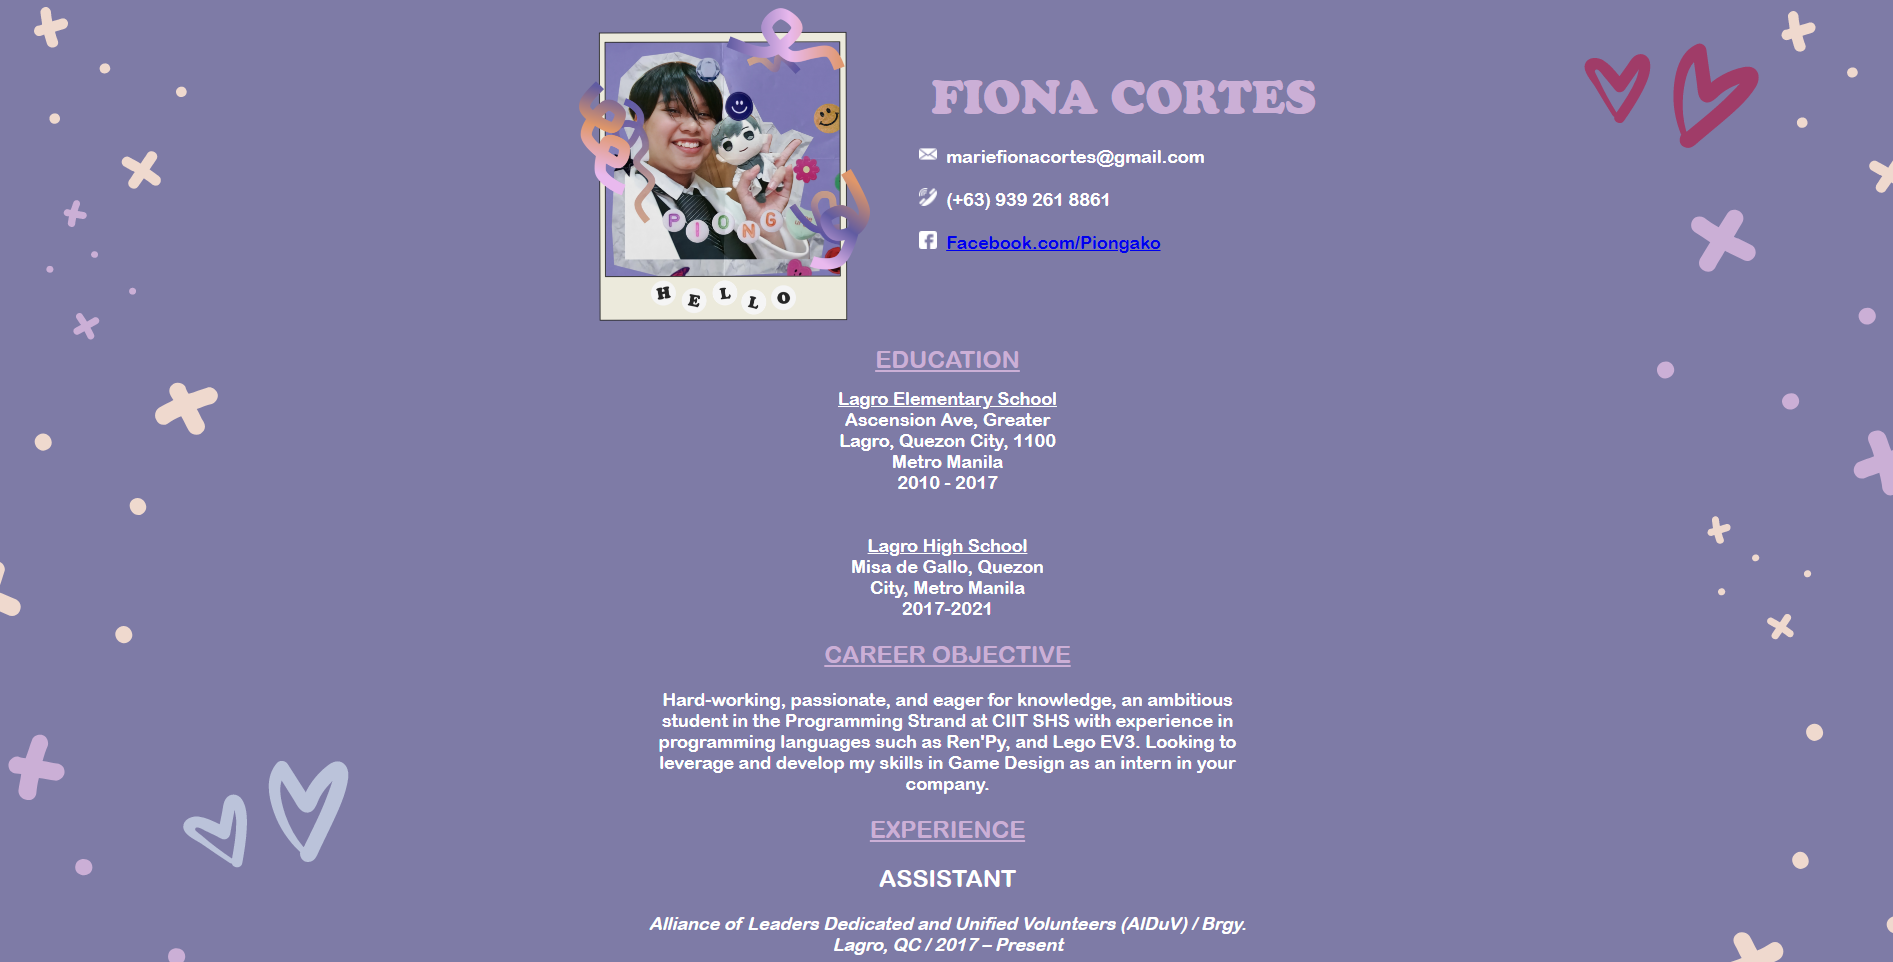 PIONG
HELLO
FIONA CORTES
mariefionacortes@gmail.com
(+63) 939 261 8861
Facebook.com/Piongako
EDUCATION
Lagro Elementary School
Ascension Ave, Greater
Lagro, Quezon City, 1100
Metro Manila
2010 - 2017
Lagro High School
Misa de Gallo, Quezon
City, Metro Manila
2017-2021
CAREER OBJECTIVE
Hard-working, passionate, and eager for knowledge, an ambitious
student in the Programming Strand at CIIT SHS with experience in
programming languages such as Ren'Py, and Lego EV3. Looking to
leverage and develop my skills in Game Design as an intern in your
company.
EXPERIENCE
ASSISTANT
Alliance of Leaders Dedicated and Unified Volunteers (AlDuV) / Brgy.
Lagro, QC / 2017 – Present